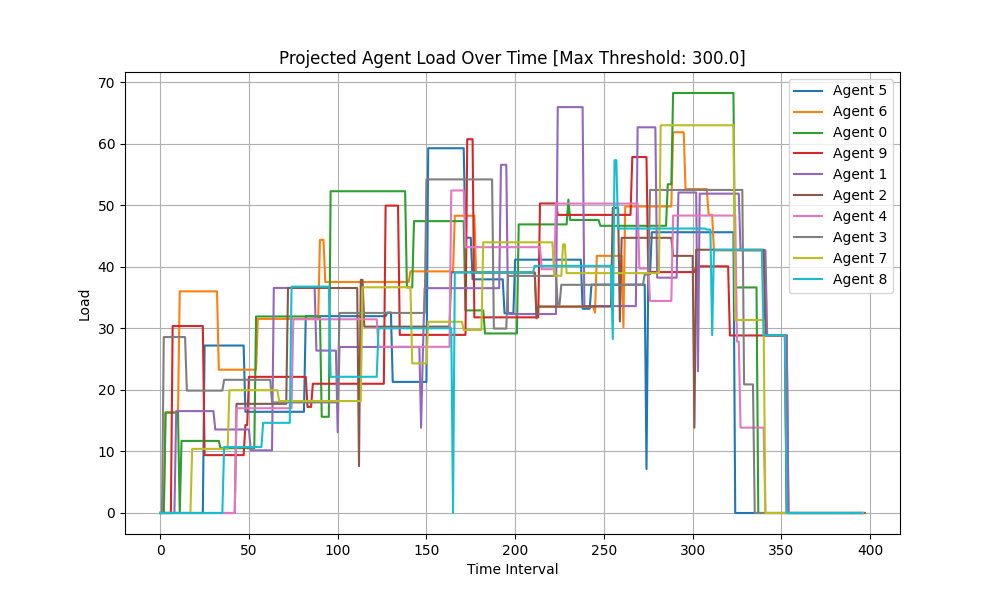 Projected Agent Load Over Time [Max Threshold: 300.0]
70
60
50
40
30
20
10
0
Load
0 50 100 150 200 250 300 350 400
Time Interval
Agent 5
Agent 6
Agent 0
Agent 9
Agent 1
Agent 2
Agent 4
Agent 3
Agent 7
Agent 8